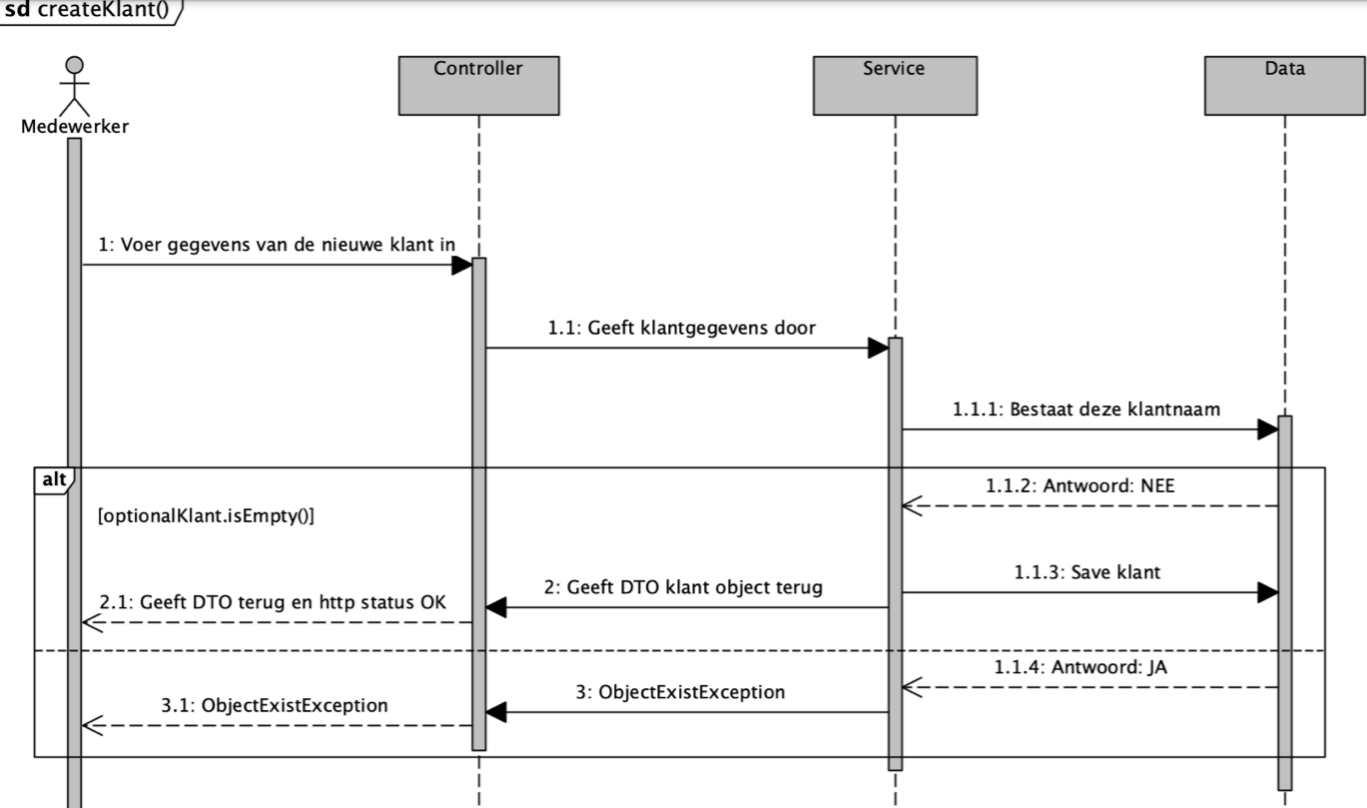 sd createKlant()
Medewerker
Controller
Service
Data
1: Voer gegevens van de nieuwe klant in
1.1: Geeft klantgegevens door
1.1.1: Bestaat deze klantnaam
alt
[optionalKlant.isEmpty()]
1.1.2: Antwoord: NEE
1.1.3: Save klant
2: Geeft DTO klant object terug
2.1: Geeft DTO terug en http status OK
1.1.4: Antwoord: JA
3: ObjectExistException
3.1: ObjectExistException